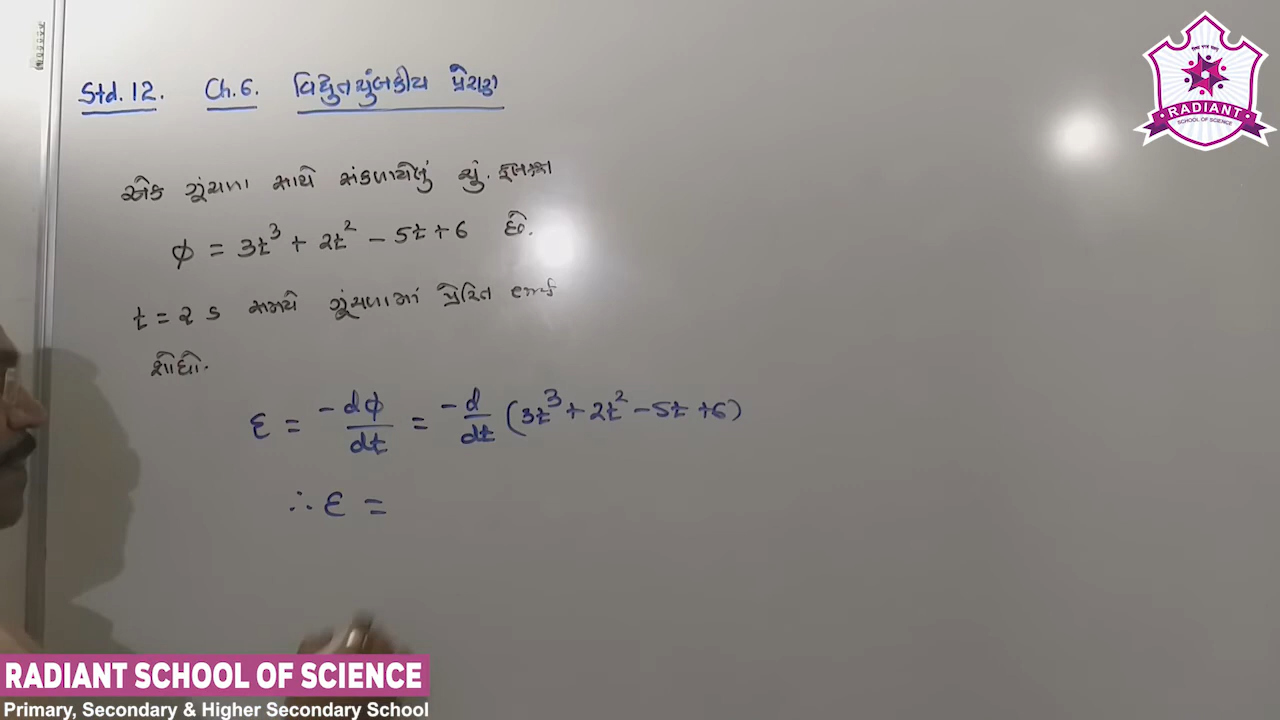 Std. 12. Ch. 6. વિદ્યુતચુંબકીય પ્રેરણ
એક ગૂંચળા સાથે સંકળાયેલું ચું. ફ્લક્સ
ϕ = 3t³ + 2t² - 5t + 6 છે.
t = 2 s સમયે ગૂંચળામાં પ્રેરિત emf
શોધો.
ε = -dϕ/dt = -d/dt (3t³ + 2t² - 5t + 6)
∴ ε =
RADIANT
SCHOOL OF SCIENCE
RADIANT SCHOOL OF SCIENCE
Primary, Secondary & Higher Secondary School